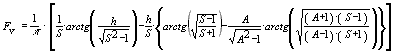 F_v = 1/π · [ 1/S · arctg( h/√(S²−1) ) − h/S · { arctg( √((S−1)/(S+1)) ) − A/√(A²−1) · arctg( √(((A+1)·(S−1))/((A−1)·(S+1))) ) } ]